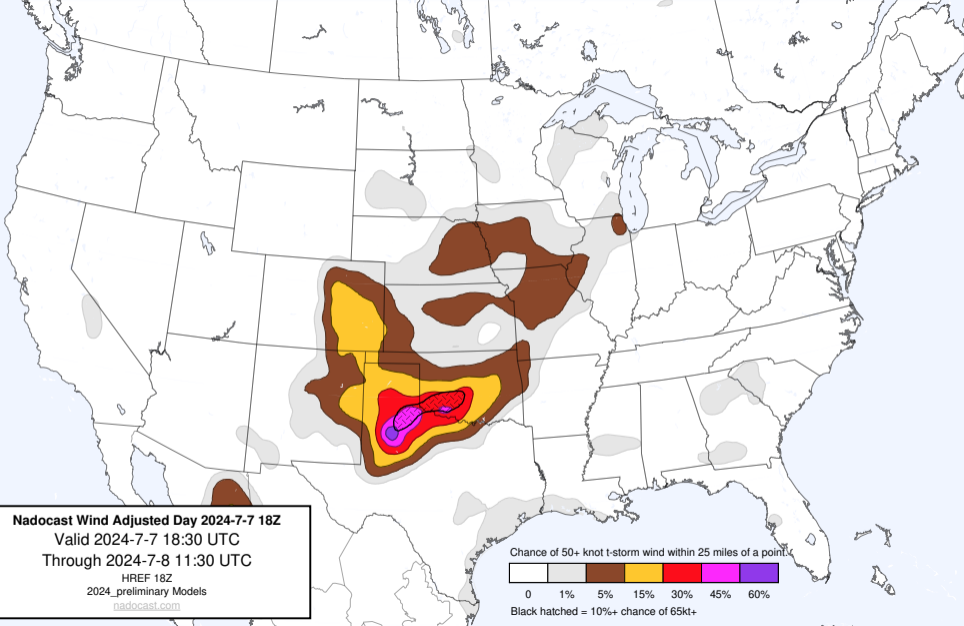 Nadocast Wind Adjusted Day 2024-7-7 18Z
Valid 2024-7-7 18:30 UTC
Through 2024-7-8 11:30 UTC
HREF 18Z
2024_preliminary Models
nadocast.com
Chance of 50+ knot t-storm wind within 25 miles of a point.
0 1% 5% 15% 30% 45% 60%
Black hatched = 10%+ chance of 65kt+